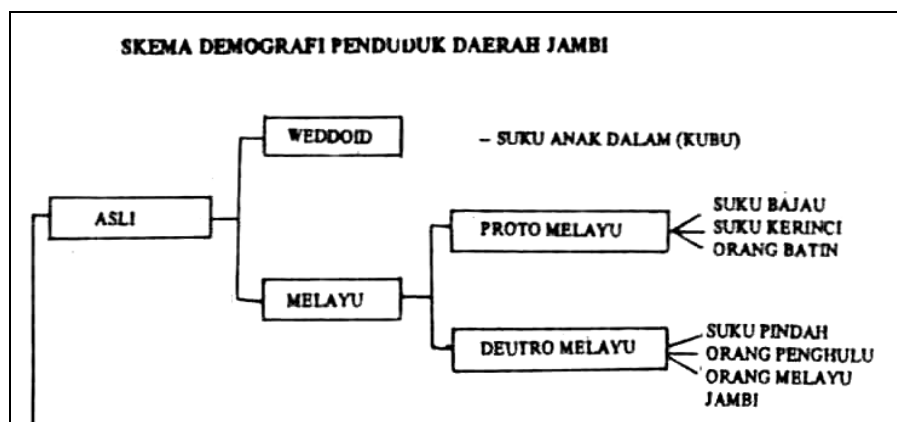 SKEMA DEMOGRAFI PENDUDUK DAERAH JAMBI
WEDDOID
– SUKU ANAK DALAM (KUBU)
ASLI
MELAYU
PROTO MELAYU
SUKU BAJAU
SUKU KERINCI
ORANG BATIN
DEUTRO MELAYU
SUKU PINDAH
ORANG PENGHULU
ORANG MELAYU
JAMBI